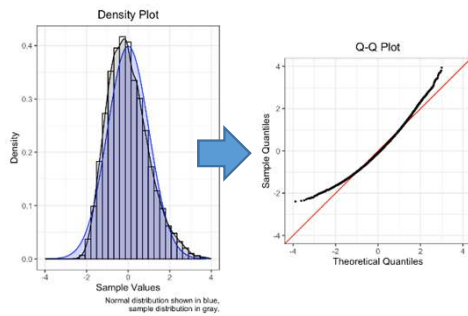 Density Plot
0.4
0.3
0.2
0.1
0.0
Density
-4
-2
0
2
4
Sample Values
Normal distribution shown in blue,
sample distribution in gray.
Q-Q Plot
4
2
0
-2
-4
Sample Quantiles
-2
0
2
4
Theoretical Quantiles